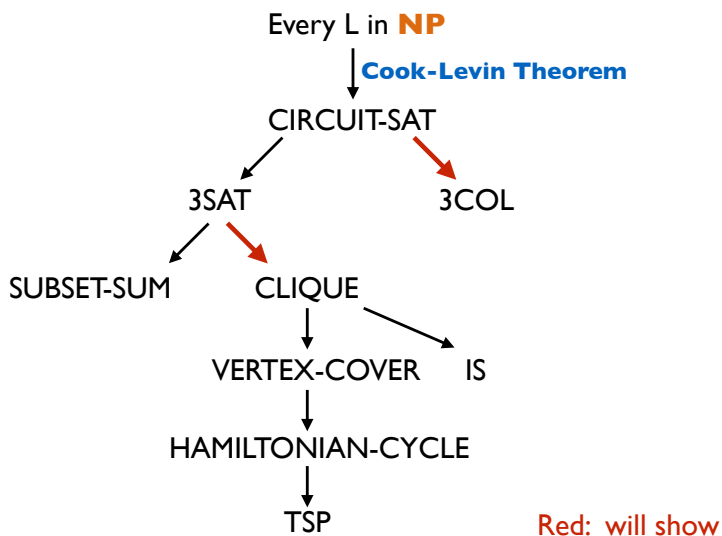 Every L in NP
Cook-Levin Theorem
CIRCUIT-SAT
3SAT 3COL
SUBSET-SUM CLIQUE
VERTEX-COVER IS
HAMILTONIAN-CYCLE
TSP
Red: will show